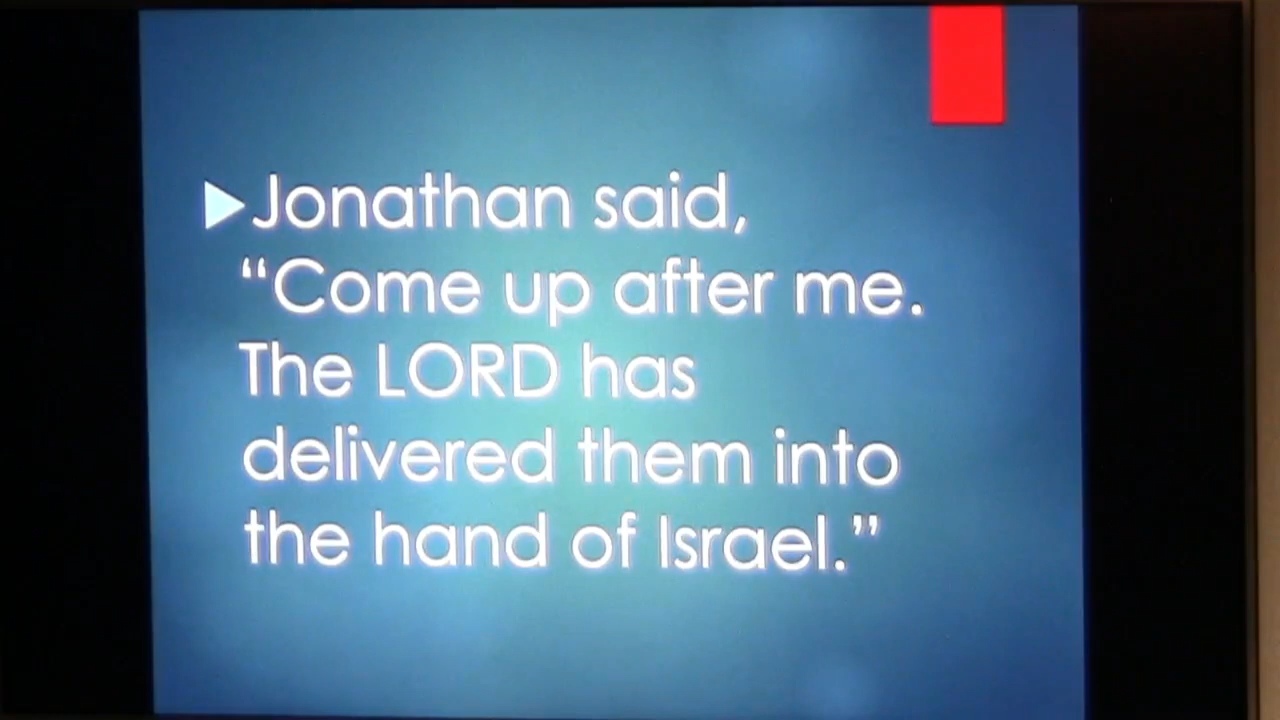 Jonathan said,
“Come up after me.
The LORD has
delivered them into
the hand of Israel.”